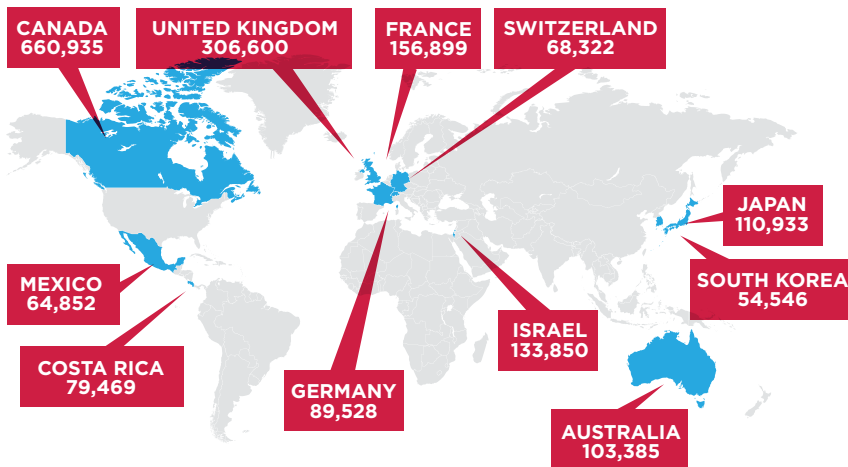 CANADA
660,935
UNITED KINGDOM
306,600
FRANCE
156,899
SWITZERLAND
68,322
JAPAN
110,933
SOUTH KOREA
54,546
MEXICO
64,852
ISRAEL
133,850
COSTA RICA
79,469
GERMANY
89,528
AUSTRALIA
103,385